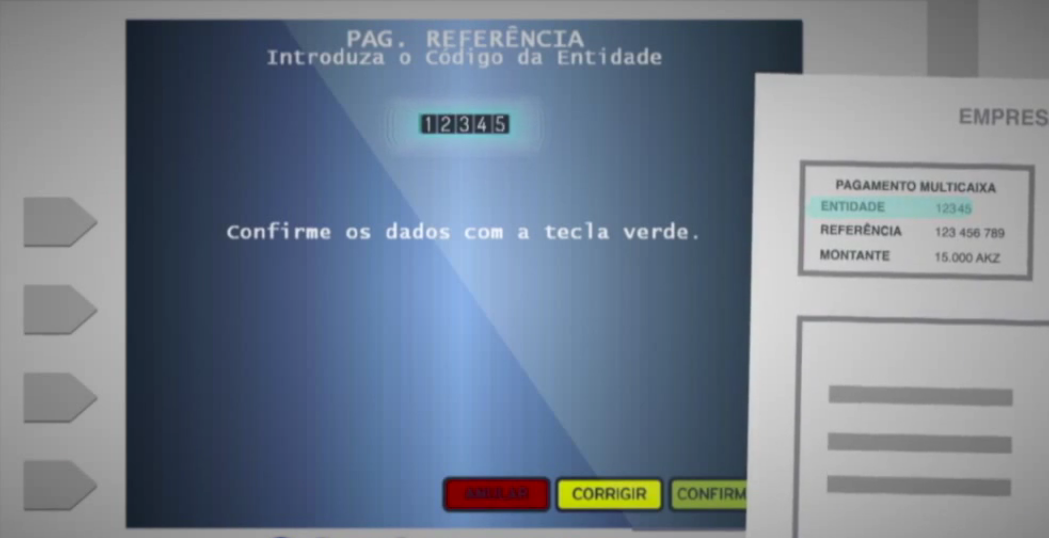 PAG. REFERÊNCIA
Introduza o Código da Entidade
12345
Confirme os dados com a tecla verde.
ANULAR
CORRIGIR
CONFIRM
EMPRES
PAGAMENTO MULTICAIXA
ENTIDADE 12345
REFERÊNCIA 123 456 789
MONTANTE 15.000 AKZ